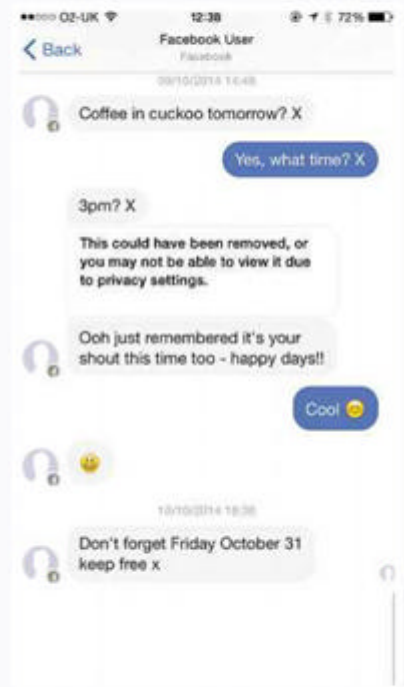 O2-UK 12:38 72%
Back Facebook User
Facebook
09/10/2014 14:48
Coffee in cuckoo tomorrow? X
Yes, what time? X
3pm? X
This could have been removed, or
you may not be able to view it due
to privacy settings.
Ooh just remembered it's your
shout this time too - happy days!!
Cool
10/10/2014 18:38
Don't forget Friday October 31
keep free x